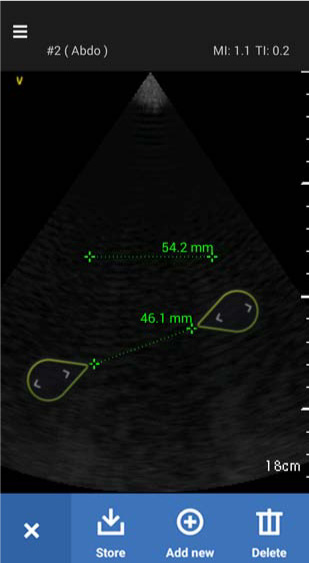 #2 ( Abdo )
MI: 1.1 TI: 0.2
V
54.2 mm
46.1 mm
18cm
Store
Add new
Delete